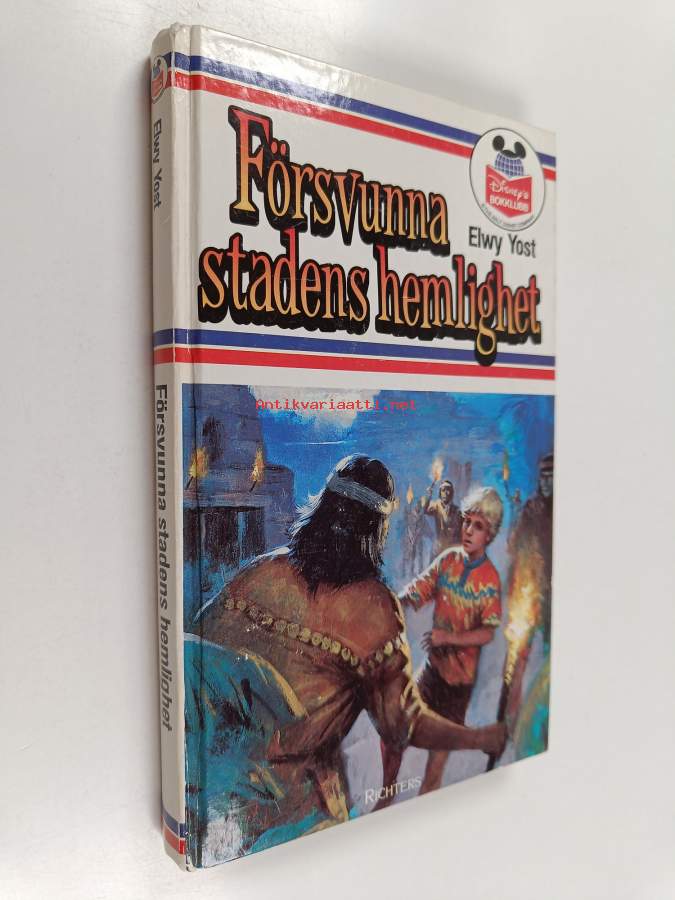 Försvunna
stadens hemlighet
Elwy Yost
Disney's
BOKKLUBB
Antikvariaatti.net
RICHTERS
Elwy Yost
Försvunna stadens hemlighet